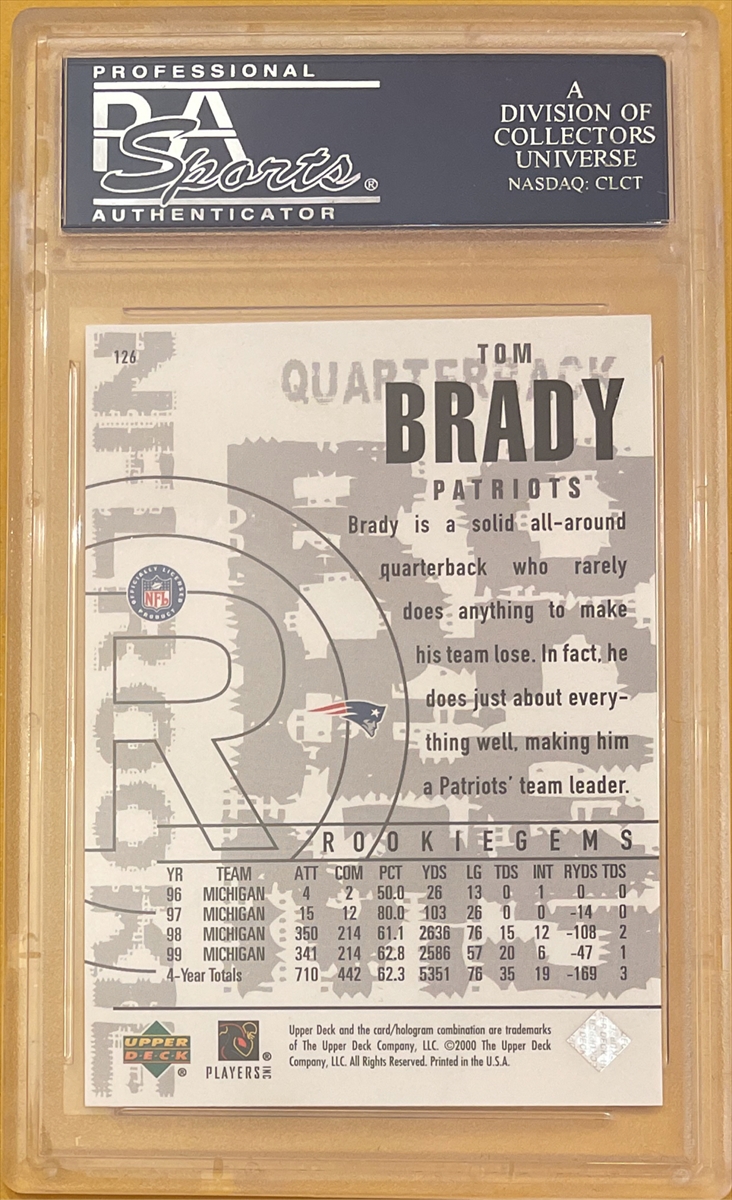 PROFESSIONAL
PSA
Sports®
AUTHENTICATOR
A
DIVISION OF
COLLECTORS
UNIVERSE
NASDAQ: CLCT
126
TOM
QUARTERBACK
BRADY
PATRIOTS
Brady is a solid all-around
quarterback who rarely
does anything to make
his team lose. In fact, he
does just about every-
thing well, making him
a Patriots' team leader.
OFFICIALLY LICENSED
NFL
PRODUCT
R
ROOKIEGEMS
YR TEAM ATT COM PCT YDS LG TDS INT RYDS TDS
96 MICHIGAN 4 2 50.0 26 13 0 1 0 0
97 MICHIGAN 15 12 80.0 103 26 0 0 -14 0
98 MICHIGAN 350 214 61.1 2636 76 15 12 -108 2
99 MICHIGAN 341 214 62.8 2586 57 20 6 -47 1
4-Year Totals 710 442 62.3 5351 76 35 19 -169 3
UPPER
DECK®
PLAYERS INC®
Upper Deck and the card/hologram combination are trademarks
of The Upper Deck Company, LLC. ©2000 The Upper Deck
Company, LLC. All Rights Reserved. Printed in the U.S.A.